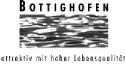 BOTTIGHOFEN
attraktiv mit hoher Lebensqualität